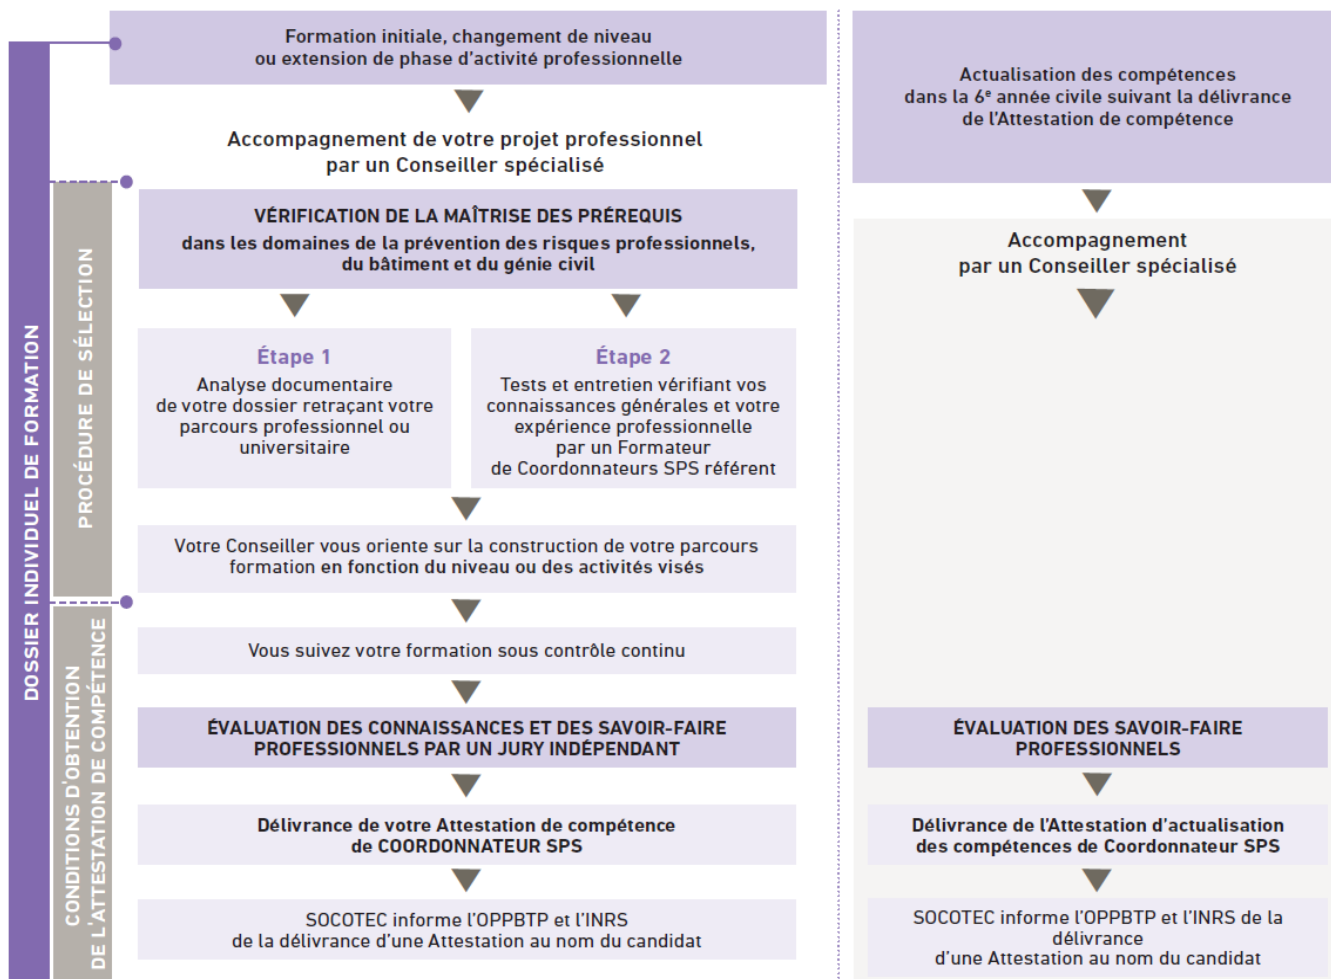 DOSSIER INDIVIDUEL DE FORMATION
PROCÉDURE DE SÉLECTION
CONDITIONS D'OBTENTION
DE L'ATTESTATION DE COMPÉTENCE
Formation initiale, changement de niveau
ou extension de phase d'activité professionnelle
Accompagnement de votre projet professionnel
par un Conseiller spécialisé
VÉRIFICATION DE LA MAÎTRISE DES PRÉREQUIS
dans les domaines de la prévention des risques professionnels,
du bâtiment et du génie civil
Étape 1
Analyse documentaire
de votre dossier retraçant votre
parcours professionnel ou
universitaire
Étape 2
Tests et entretien vérifiant vos
connaissances générales et votre
expérience professionnelle
par un Formateur
de Coordonnateurs SPS référent
Votre Conseiller vous oriente sur la construction de votre parcours
formation en fonction du niveau ou des activités visés
Vous suivez votre formation sous contrôle continu
ÉVALUATION DES CONNAISSANCES ET DES SAVOIR-FAIRE
PROFESSIONNELS PAR UN JURY INDÉPENDANT
Délivrance de votre Attestation de compétence
de COORDONNATEUR SPS
SOCOTEC informe l'OPPBTP et l'INRS
de la délivrance d'une Attestation au nom du candidat
Actualisation des compétences
dans la 6e année civile suivant la délivrance
de l'Attestation de compétence
Accompagnement
par un Conseiller spécialisé
ÉVALUATION DES SAVOIR-FAIRE
PROFESSIONNELS
Délivrance de l'Attestation d'actualisation
des compétences de Coordonnateur SPS
SOCOTEC informe l'OPPBTP et l'INRS de la
délivrance
d'une Attestation au nom du candidat